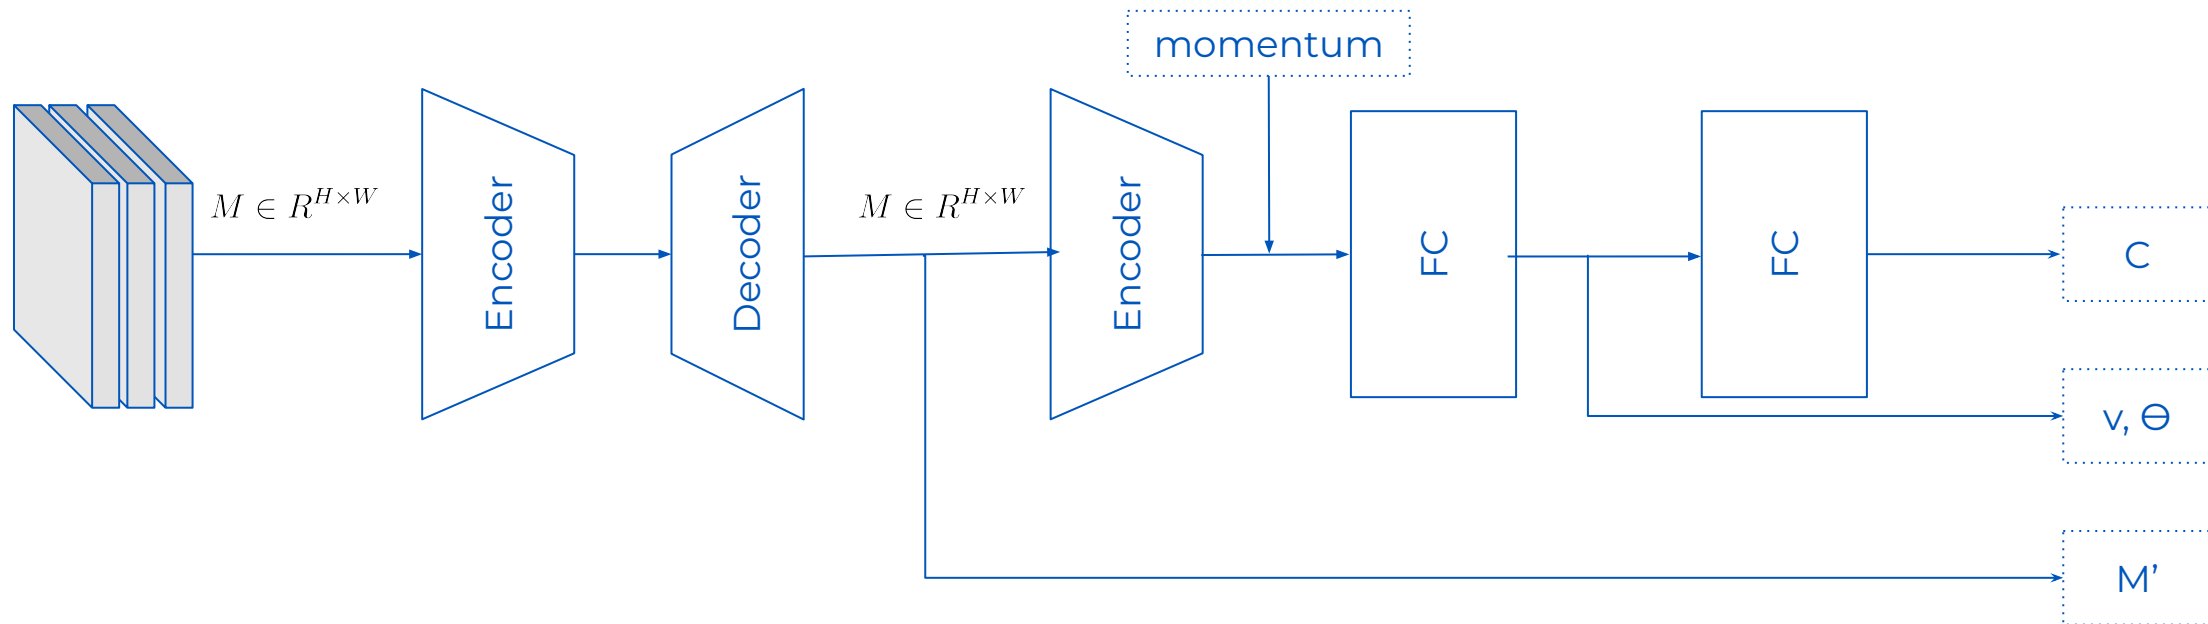 momentum
M ∈ R^{H×W}
Encoder
Decoder
M ∈ R^{H×W}
Encoder
FC
FC
C
v, Ɵ
M’